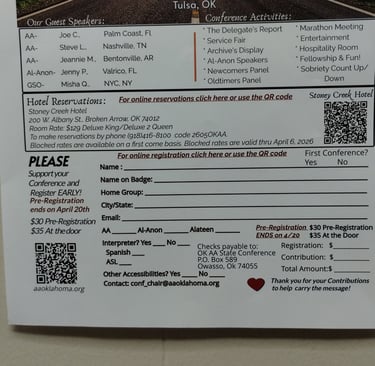 Tulsa, OK
Our Guest Speakers:
AA- Joe C., Palm Coast, FL
AA- Steve L., Nashville, TN
AA- Jeannie M., Bentonville, AR
Al-Anon- Jenny P. Valrico, FL
GSO- Misha Q. NYC, NY
Conference Activities:
* The Delegate's Report
* Service Fair
* Archive's Display
* Al-Anon Speakers
* Newcomers Panel
* Oldtimers Panel
* Marathon Meeting
* Entertainment
* Hospitality Room
* Fellowship & Fun!
* Sobriety Count Up/
Down
Hotel Reservations: For online reservations click here or use the QR code
Stoney Creek Hotel
Stoney Creek Hotel
200 W. Albany St. Broken Arrow, OK 74012
Room Rate: $129 Deluxe King/Deluxe 2 Queen
To make reservations by phone (918)416-8100 code 2605OKAA.
Blocked rates are available on a first come basis. Blocked rates are valid thru April 6, 2026
PLEASE
Support your
Conference and
Register EARLY!
Pre-Registration
ends on April 20th
$30 Pre-Registration
$35 At the door
aaoklahoma.org
For online registration click here or use the QR code
First Conference?
Yes No
Name :
Name on Badge:
Home Group:
City/State:
Email:
AA ___ Al-Anon ___ Alateen ___
Interpreter? Yes ___ No ___
Spanish ___
ASL ___
Other Accessibilities? Yes ___ No ___
Contact: conf_chair@aaoklahoma.org
Checks payable to:
OK AA State Conference
P.O. Box 589
Owasso, OK 74055
Pre-Registration $30 Pre-Registration
ENDS on 4/20 $35 At the Door
Registration: $
Contribution: $
Total Amount:$
Thank you for your Contributions
to help carry the message!